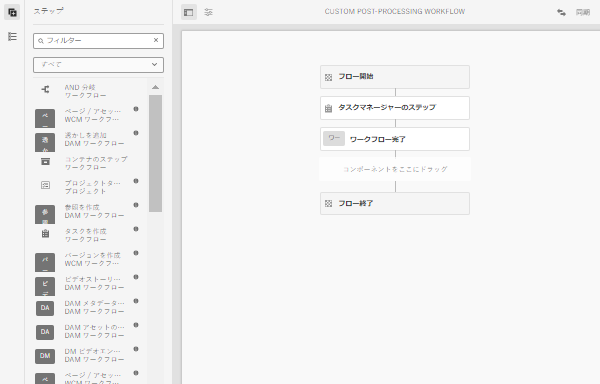 ステップ
CUSTOM POST-PROCESSING WORKFLOW
同期
フィルター
すべて
AND 分岐
ワークフロー
ペ
ページ / アセッ…
WCM ワークフ…
透か
透かしを追加
DAM ワークフロー
コンテナのステップ
ワークフロー
プロジェクトタ…
プロジェクト
参照
参照を作成
DAM ワークフロー
タスクを作成
ワークフロー
バー
バージョンを作成
WCM ワークフ…
ビデ
ビデオストーリ…
DAM ワークフロー
DA
DAM メタデータ…
DAM ワークフロー
DA
DAM アセットの…
DAM ワークフロー
DM
DM ビデオエン…
DAM ワークフロー
ペ
ページ / アセッ…
WCM ワークフ…
フロー開始
タスクマネージャーのステップ
ワー
ワークフロー完了
コンポーネントをここにドラッグ
フロー終了